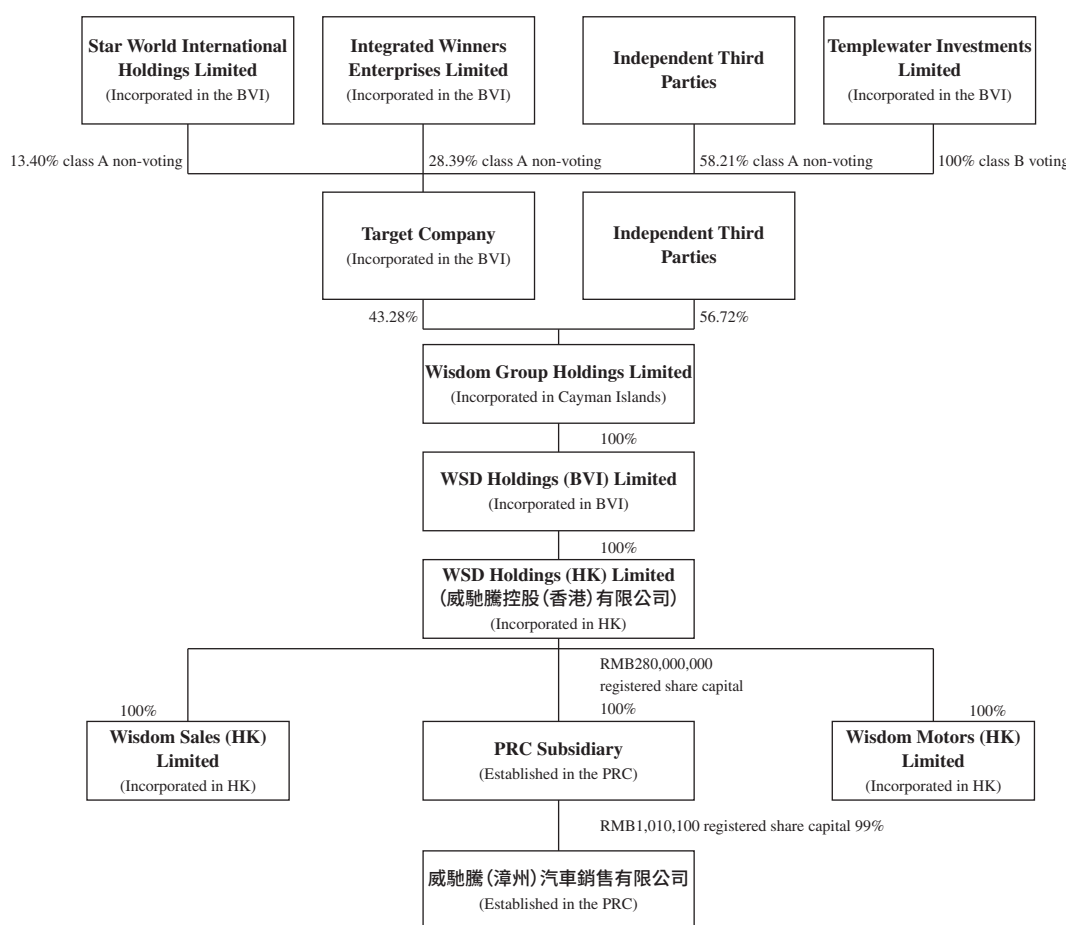 Star World International
Holdings Limited
(Incorporated in the BVI)
Integrated Winners
Enterprises Limited
(Incorporated in the BVI)
Independent Third
Parties
Templewater Investments
Limited
(Incorporated in the BVI)
13.40% class A non-voting
28.39% class A non-voting
58.21% class A non-voting
100% class B voting
Target Company
(Incorporated in the BVI)
Independent Third
Parties
43.28%
56.72%
Wisdom Group Holdings Limited
(Incorporated in Cayman Islands)
100%
WSD Holdings (BVI) Limited
(Incorporated in BVI)
100%
WSD Holdings (HK) Limited
(威馳騰控股(香港)有限公司)
(Incorporated in HK)
RMB280,000,000
registered share capital
100%
100%
100%
Wisdom Sales (HK)
Limited
(Incorporated in HK)
PRC Subsidiary
(Established in the PRC)
Wisdom Motors (HK)
Limited
(Incorporated in HK)
RMB1,010,100 registered share capital 99%
威馳騰(漳州)汽車銷售有限公司
(Established in the PRC)